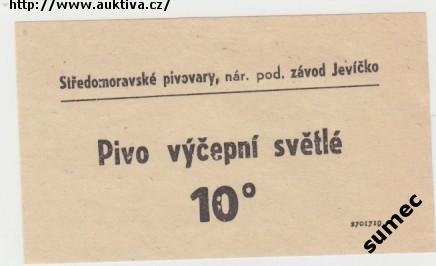 http://www.auktiva.cz/
Středomoravské pivovary, nár. pod. závod Jevíčko
Pivo výčepní světlé
10°
sumec